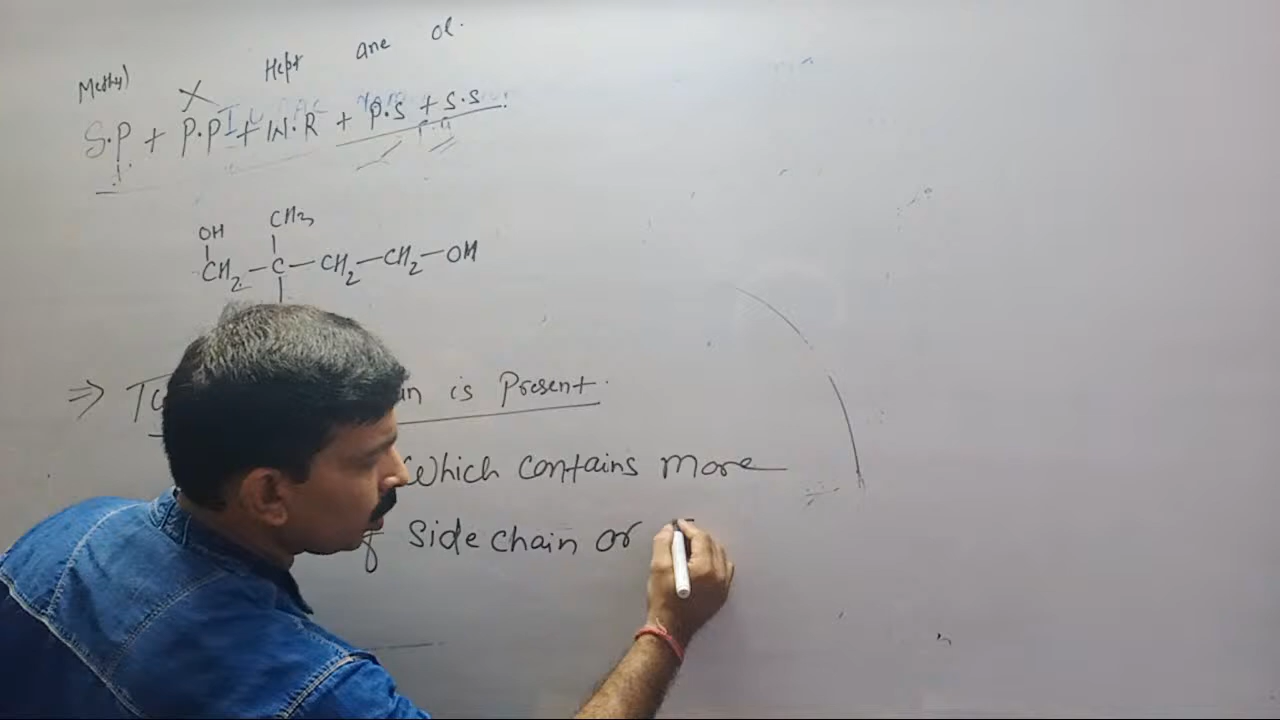 Methyl Hept ane ol.
X
S.P + P.P + W.R + P.S + S.S
OH CH3
CH2 - C - CH2 - CH2 - OH
⇒ is Present.
Which contains more
Side chain or